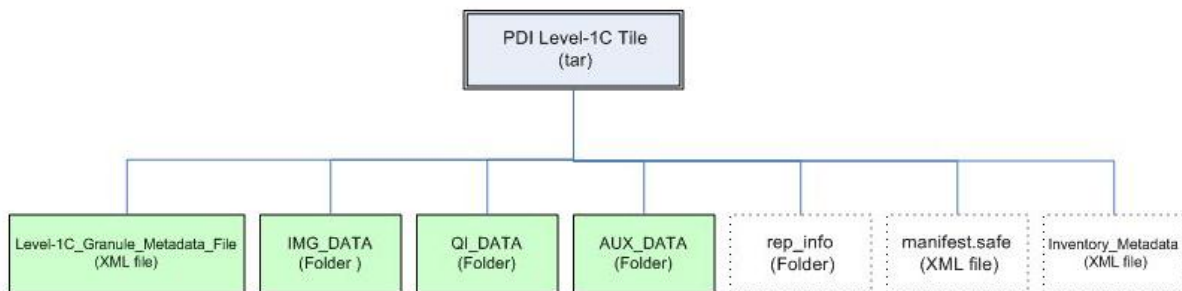 PDI Level-1C Tile
(tar)
Level-1C_Granule_Metadata_File
(XML file)
IMG_DATA
(Folder )
QI_DATA
(Folder)
AUX_DATA
(Folder)
rep_info
(Folder)
manifest.safe
(XML file)
Inventory_Metadata
(XML file)